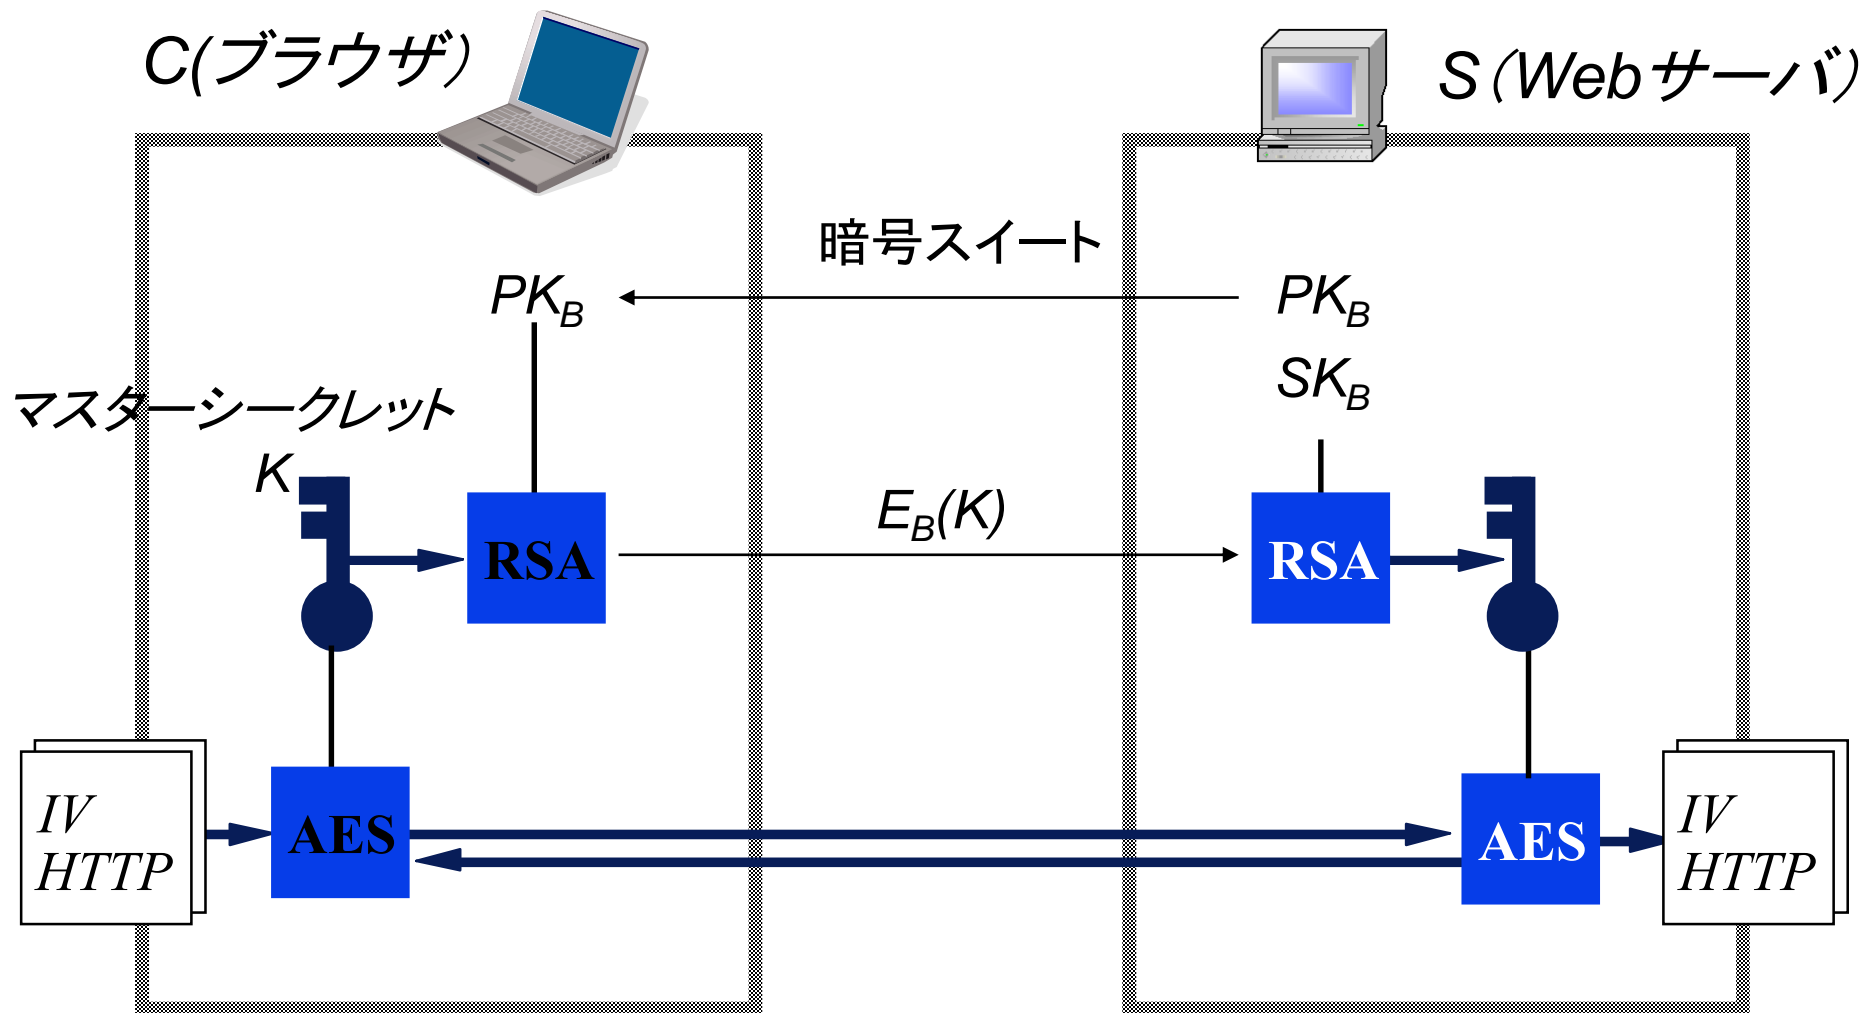 C(ブラウザ）
S（Webサーバ）
暗号スイート
PKB
PKB
SKB
マスターシークレット
K
EB(K)
RSA
RSA
IV
HTTP
AES
AES
IV
HTTP